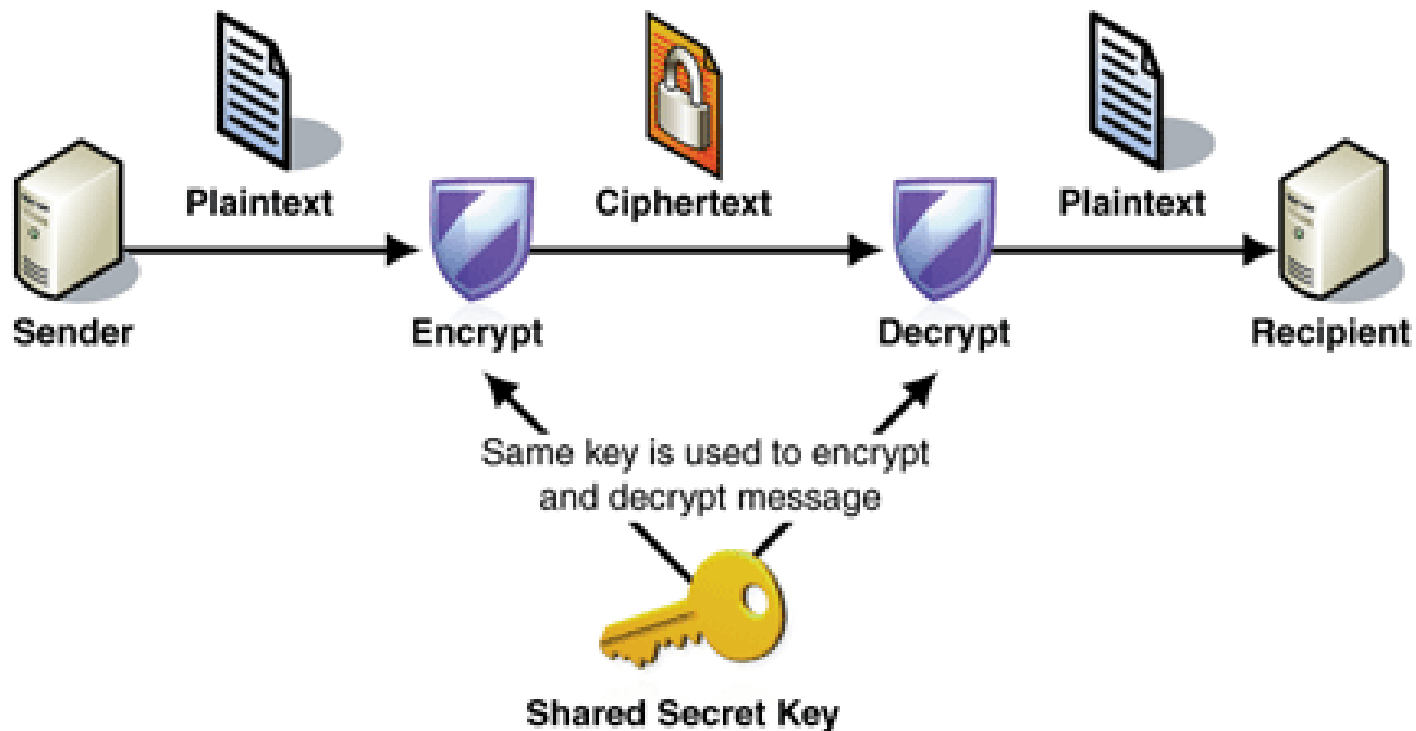 Plaintext
Ciphertext
Plaintext
Sender
Encrypt
Decrypt
Recipient
Same key is used to encrypt
and decrypt message
Shared Secret Key